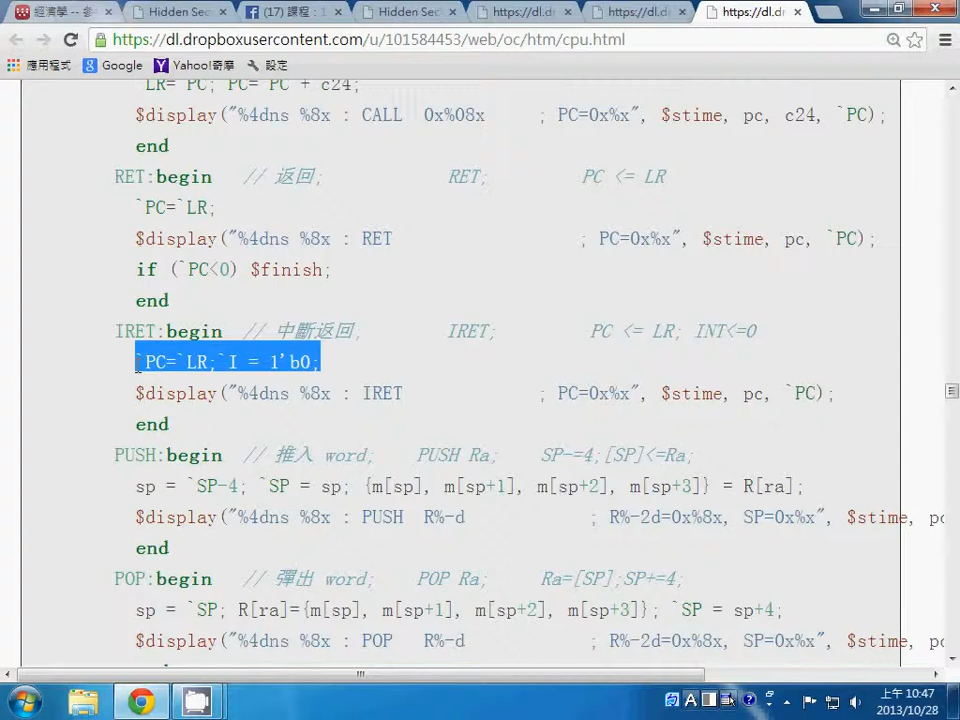 經濟學 -- 參
Hidden Sec
(17) 課程：1
Hidden Sec
https://dl.dr
https://dl.dr
https://dl.dr
https://dl.dropboxusercontent.com/u/101584453/web/oc/htm/cpu.html
應用程式 Google Yahoo!奇摩 設定
`LR=`PC; `PC=`PC + c24;
$display("%4dns %8x : CALL 0x%08x ; PC=0x%x", $stime, pc, c24, `PC);
end
RET:begin // 返回; RET; PC <= LR
`PC=`LR;
$display("%4dns %8x : RET ; PC=0x%x", $stime, pc, `PC);
if (`PC<0) $finish;
end
IRET:begin // 中斷返回, IRET; PC <= LR; INT<=0
`PC=`LR;`I = 1'b0;
$display("%4dns %8x : IRET ; PC=0x%x", $stime, pc, `PC);
end
PUSH:begin // 推入 word; PUSH Ra; SP-=4;[SP]<=Ra;
sp = `SP-4; `SP = sp; {m[sp], m[sp+1], m[sp+2], m[sp+3]} = R[ra];
$display("%4dns %8x : PUSH R%-d ; R%-2d=0x%8x, SP=0x%x", $stime, pc
end
POP:begin // 彈出 word; POP Ra; Ra=[SP];SP+=4;
sp = `SP; R[ra]={m[sp], m[sp+1], m[sp+2], m[sp+3]}; `SP = sp+4;
$display("%4dns %8x : POP R%-d ; R%-2d=0x%8x, SP=0x%x", $stime, pc
上午 10:47
2013/10/28